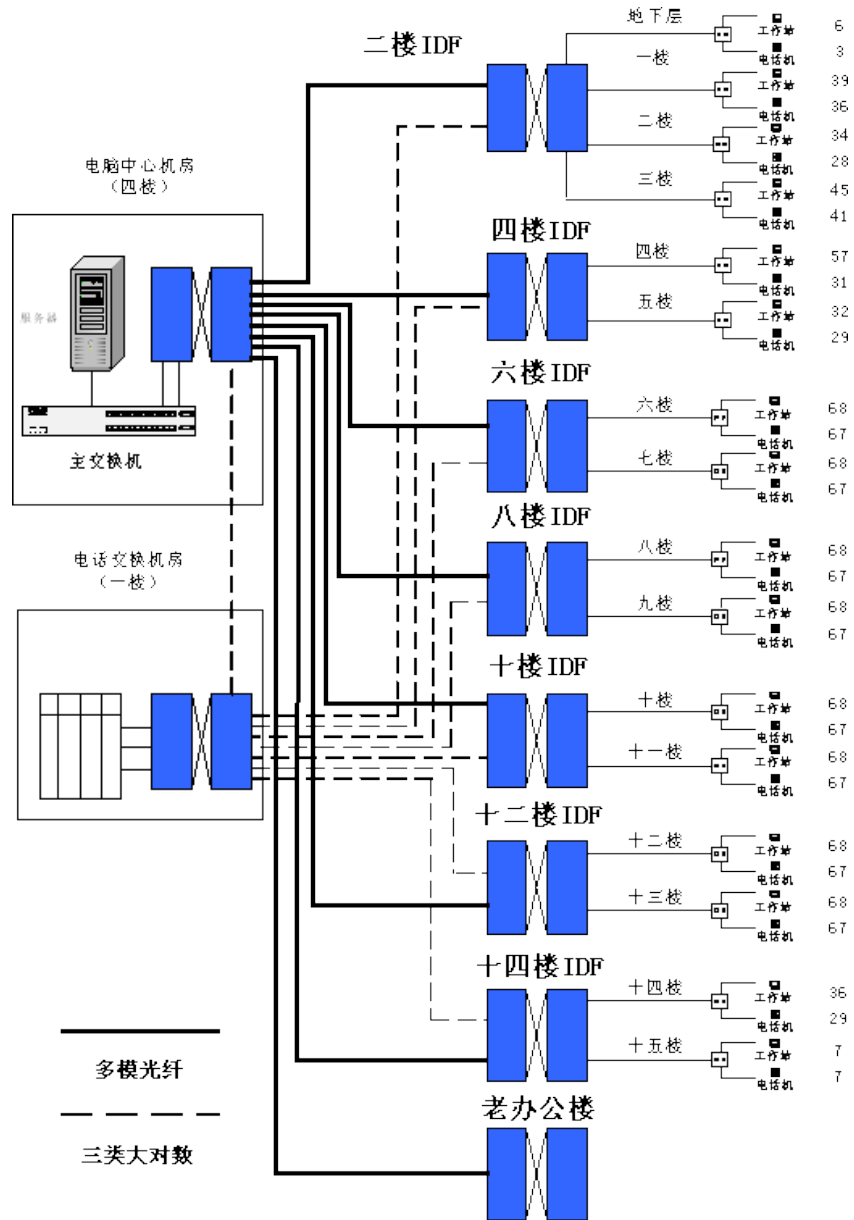 二楼IDF
地下层
工作站
6
电话机
3
一楼
工作站
39
电话机
36
二楼
工作站
34
电话机
28
三楼
工作站
45
电话机
41
电脑中心机房
(四楼)
服务器
主交换机
四楼IDF
四楼
工作站
57
电话机
31
五楼
工作站
32
电话机
29
六楼IDF
六楼
工作站
68
电话机
67
七楼
工作站
68
电话机
67
电话交换机房
(一楼)
八楼IDF
八楼
工作站
68
电话机
67
九楼
工作站
68
电话机
67
十楼IDF
十楼
工作站
68
电话机
67
十一楼
工作站
68
电话机
67
十二楼IDF
十二楼
工作站
68
电话机
67
十三楼
工作站
68
电话机
67
十四楼IDF
十四楼
工作站
36
电话机
29
十五楼
工作站
7
电话机
7
老办公楼
多模光纤
三类大对数